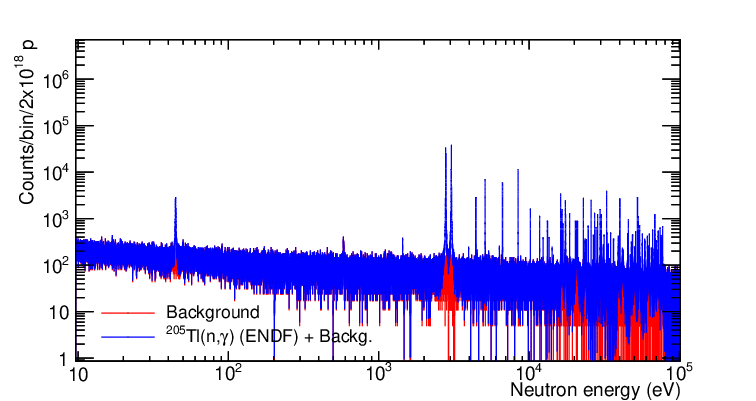 Counts/bin/2x10^18 p
10^6
10^5
10^4
10^3
10^2
10
1
Background
^205Tl(n,γ) (ENDF) + Backg.
10 10^2 10^3 10^4 10^5
Neutron energy (eV)